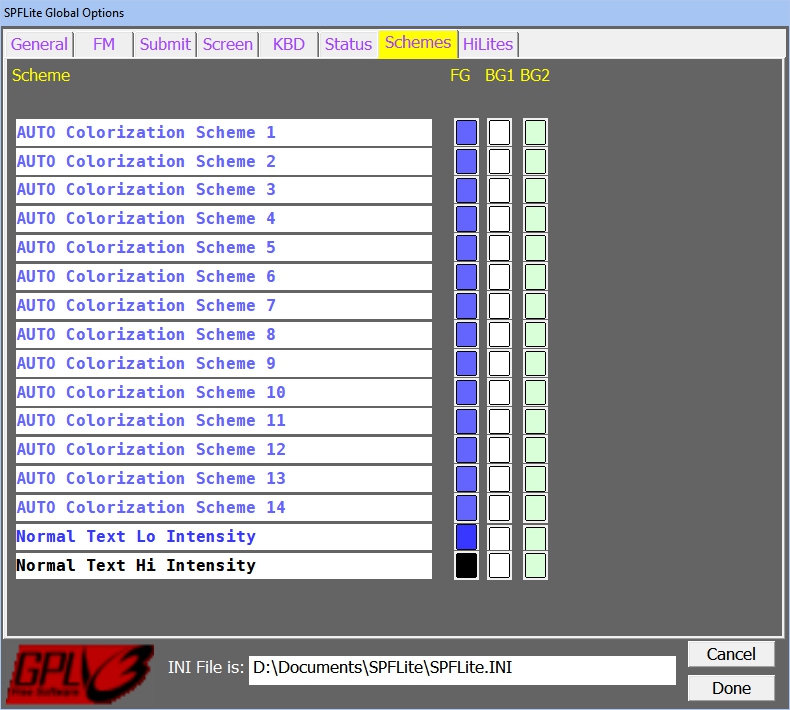 SPFLite Global Options
General FM Submit Screen KBD Status Schemes HiLites
Scheme FG BG1 BG2
AUTO Colorization Scheme 1
AUTO Colorization Scheme 2
AUTO Colorization Scheme 3
AUTO Colorization Scheme 4
AUTO Colorization Scheme 5
AUTO Colorization Scheme 6
AUTO Colorization Scheme 7
AUTO Colorization Scheme 8
AUTO Colorization Scheme 9
AUTO Colorization Scheme 10
AUTO Colorization Scheme 11
AUTO Colorization Scheme 12
AUTO Colorization Scheme 13
AUTO Colorization Scheme 14
Normal Text Lo Intensity
Normal Text Hi Intensity
GPL v3
Free Software
INI File is: D:\Documents\SPFLite\SPFLite.INI
Cancel
Done